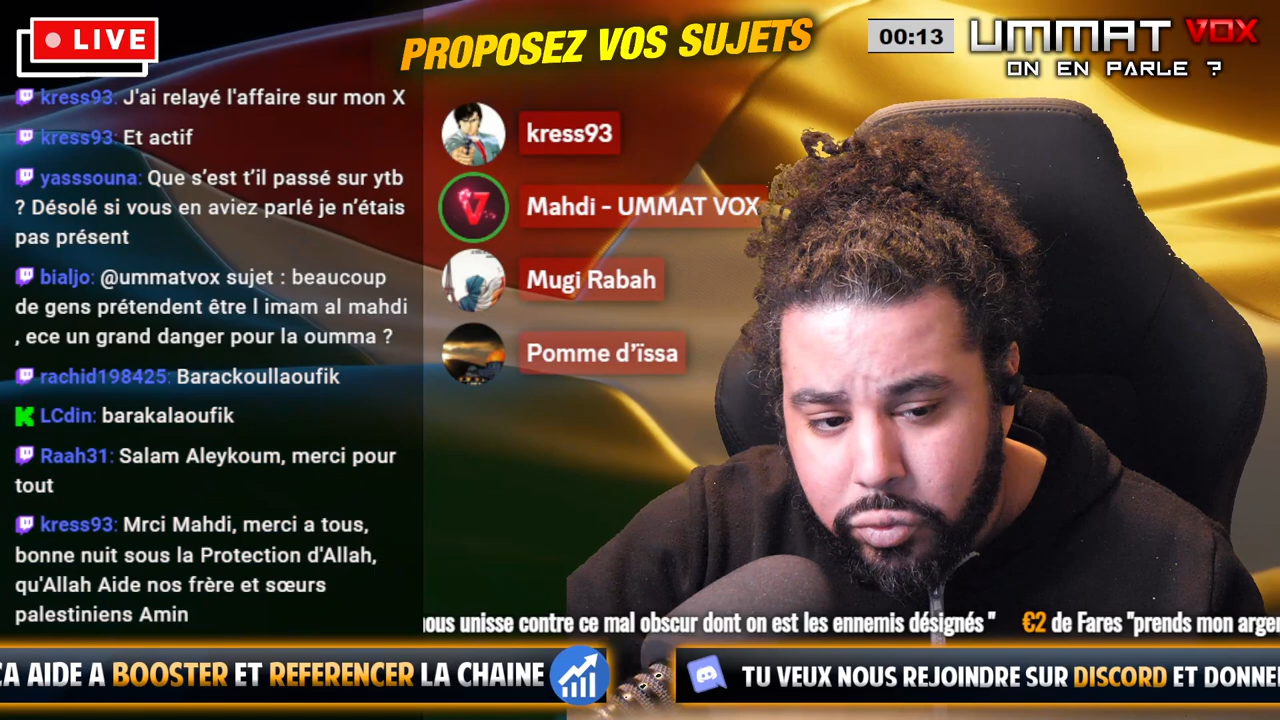 LIVE
PROPOSEZ VOS SUJETS
00:13
UMMAT VOX
ON EN PARLE ?
kress93: J'ai relayé l'affaire sur mon X
kress93: Et actif
yasssouna: Que s’est t’il passé sur ytb
? Désolé si vous en aviez parlé je n’étais
pas présent
bialjo: @ummatvox sujet : beaucoup
de gens prétendent être l imam al mahdi
, ece un grand danger pour la oumma ?
rachid198425: Barackoullaoufik
LCdin: barakalaoufik
Raah31: Salam Aleykoum, merci pour
tout
kress93: Mrci Mahdi, merci a tous,
bonne nuit sous la Protection d'Allah,
qu'Allah Aide nos frère et sœurs
palestiniens Amin
kress93
Mahdi - UMMAT VOX
Mugi Rabah
Pomme d’ïssa
nous unisse contre ce mal obscur dont on est les ennemis désignés " €2 de Fares "prends mon argen
ÇA AIDE A BOOSTER ET REFERENCER LA CHAINE
TU VEUX NOUS REJOINDRE SUR DISCORD ET DONNE